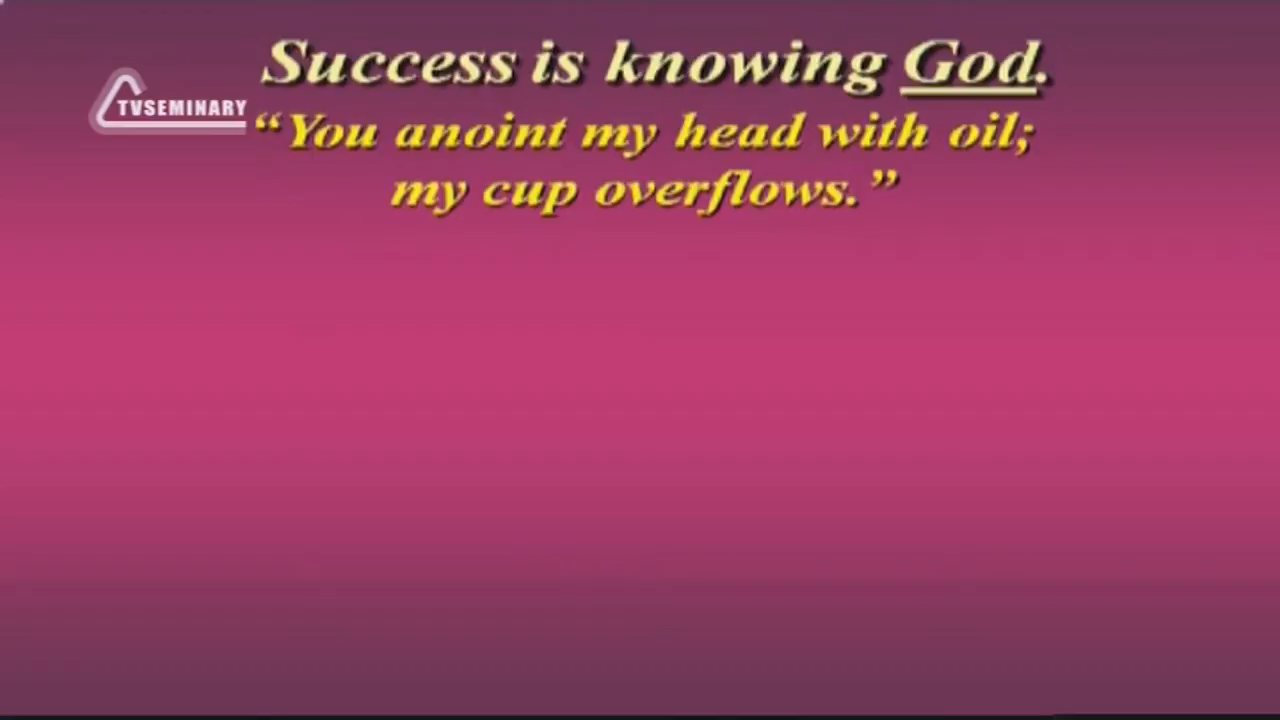 Success is knowing God.
TVSEMINARY
“You anoint my head with oil;
my cup overflows.”